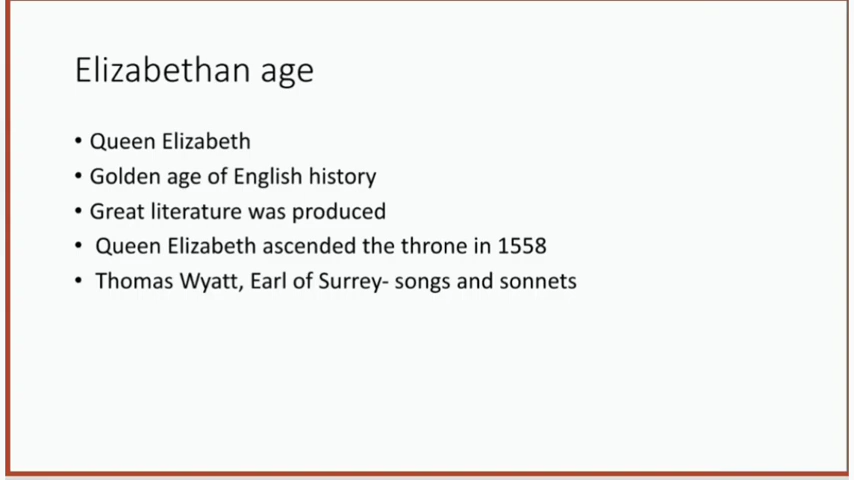 Elizabethan age
• Queen Elizabeth
• Golden age of English history
• Great literature was produced
• Queen Elizabeth ascended the throne in 1558
• Thomas Wyatt, Earl of Surrey- songs and sonnets